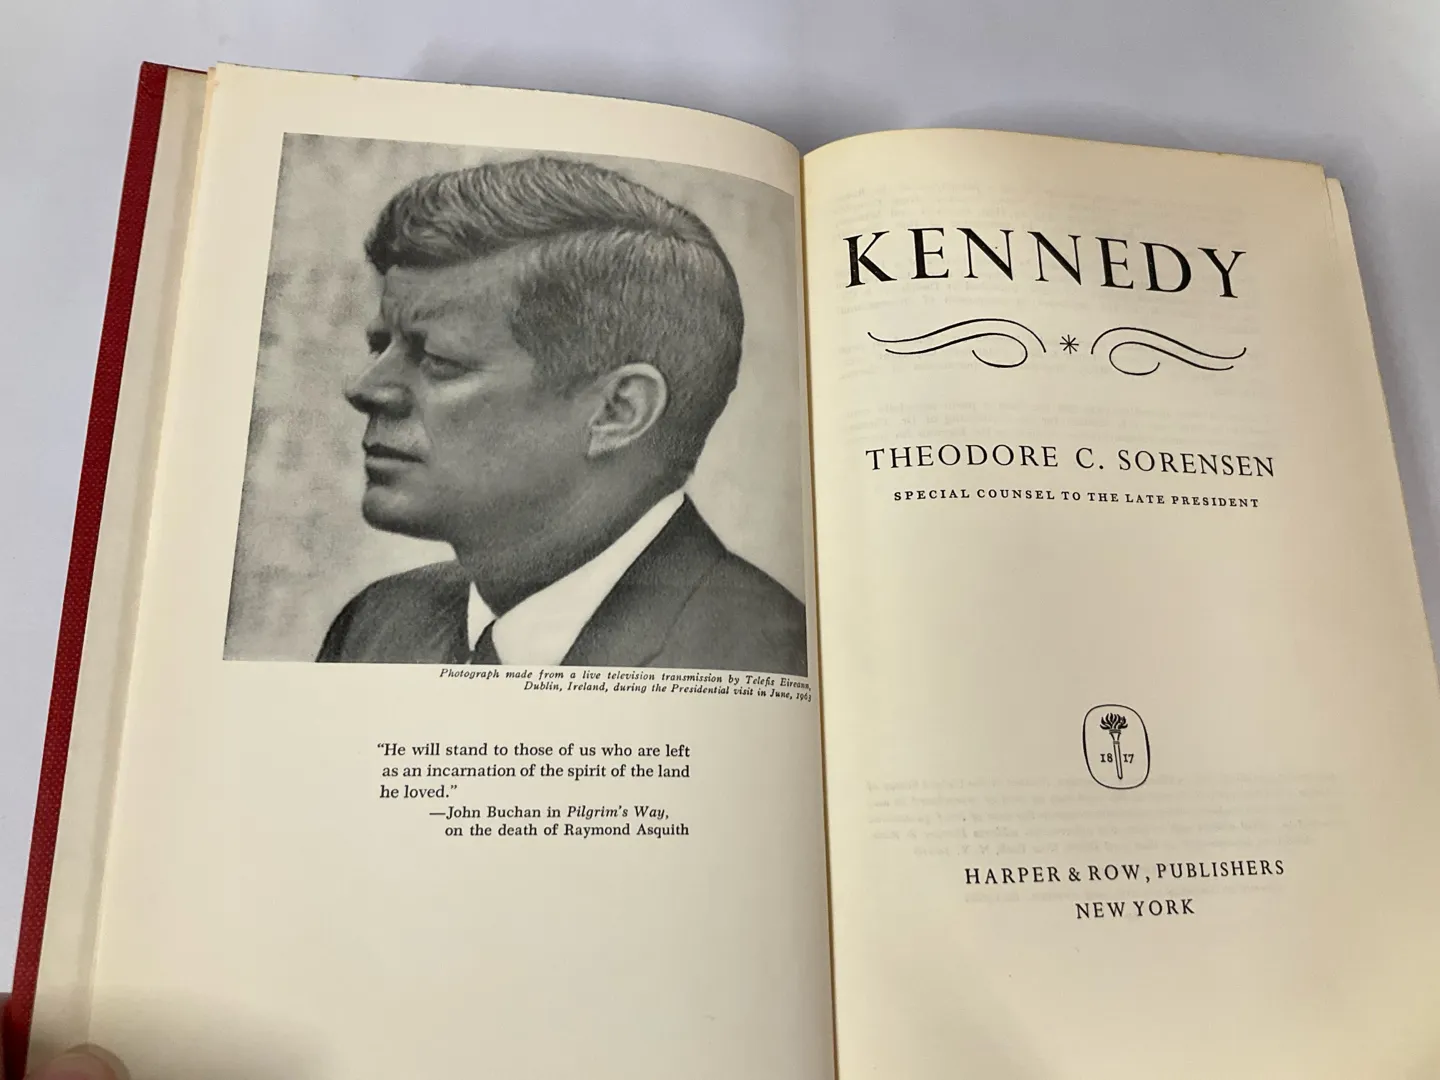 Photograph made from a live television transmission by Telefis Eireann,
Dublin, Ireland, during the Presidential visit in June, 1963
“He will stand to those of us who are left
as an incarnation of the spirit of the land
he loved.”
—John Buchan in Pilgrim’s Way,
on the death of Raymond Asquith
KENNEDY
THEODORE C. SORENSEN
SPECIAL COUNSEL TO THE LATE PRESIDENT
18 17
HARPER & ROW, PUBLISHERS
NEW YORK